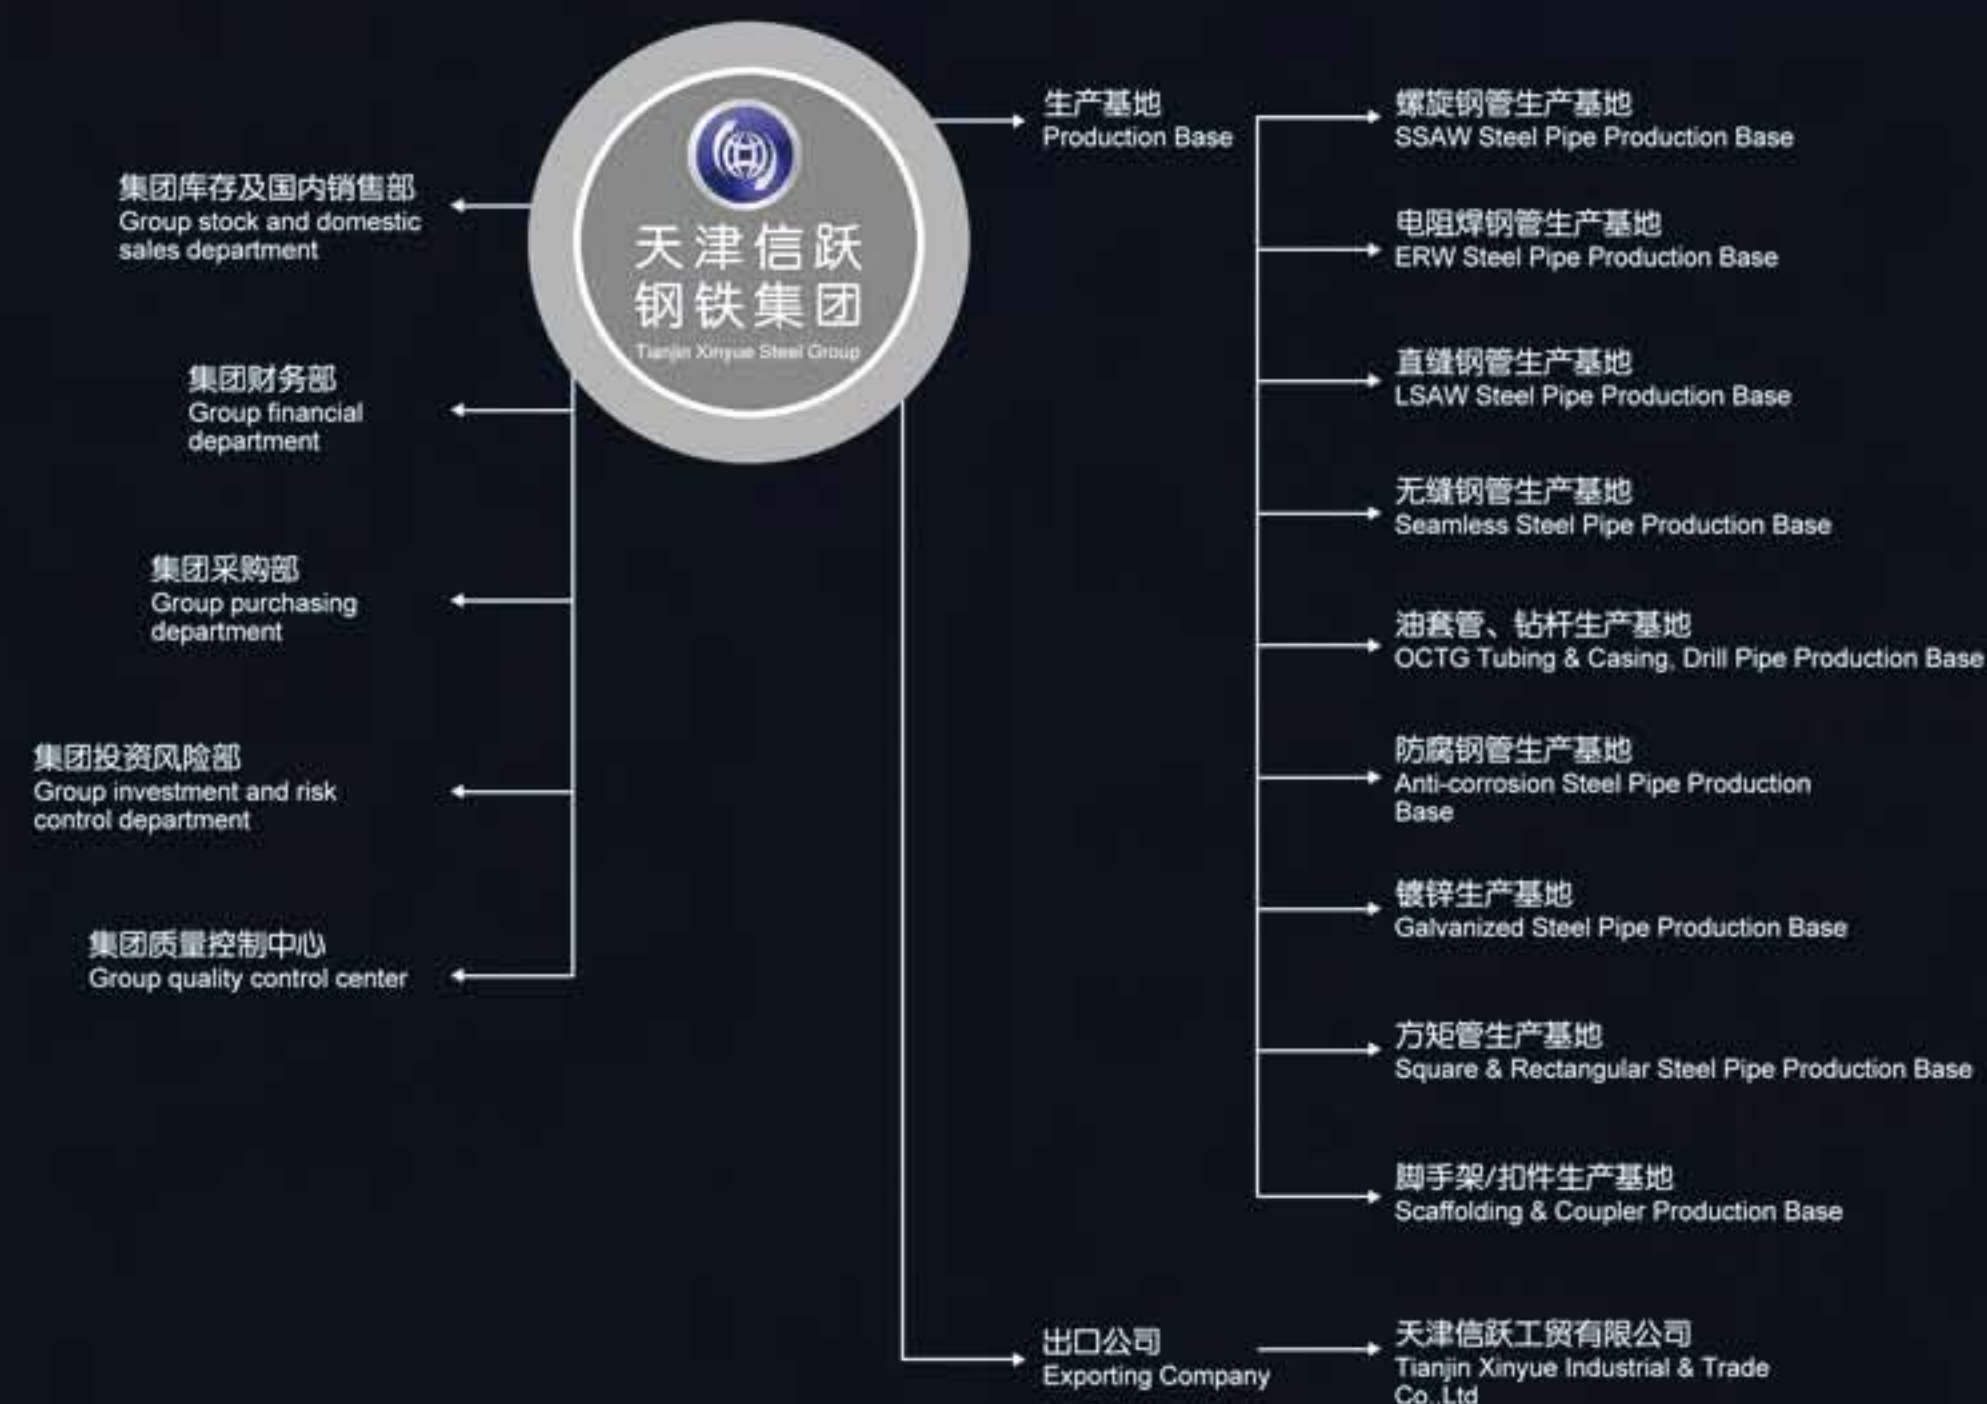 天津信跃
钢铁集团
Tianjin Xinyue Steel Group
集团库存及国内销售部
Group stock and domestic
sales department
集团财务部
Group financial
department
集团采购部
Group purchasing
department
集团投资风险部
Group investment and risk
control department
集团质量控制中心
Group quality control center
生产基地
Production Base
螺旋钢管生产基地
SSAW Steel Pipe Production Base
电阻焊钢管生产基地
ERW Steel Pipe Production Base
直缝钢管生产基地
LSAW Steel Pipe Production Base
无缝钢管生产基地
Seamless Steel Pipe Production Base
油套管、钻杆生产基地
OCTG Tubing & Casing, Drill Pipe Production Base
防腐钢管生产基地
Anti-corrosion Steel Pipe Production
Base
镀锌生产基地
Galvanized Steel Pipe Production Base
方矩管生产基地
Square & Rectangular Steel Pipe Production Base
脚手架/扣件生产基地
Scaffolding & Coupler Production Base
出口公司
Exporting Company
天津信跃工贸有限公司
Tianjin Xinyue Industrial & Trade
Co.,Ltd